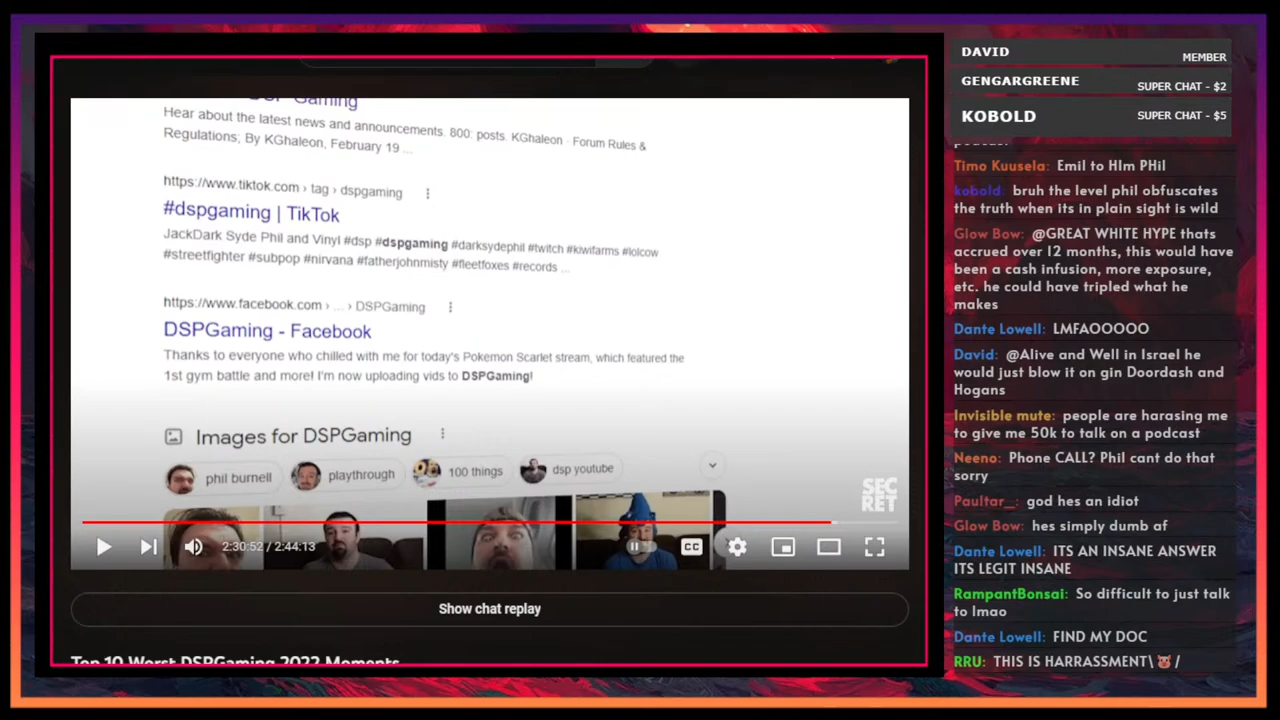 DSP Gaming
Hear about the latest news and announcements. 800: posts. KGhaleon · Forum Rules &
Regulations; By KGhaleon, February 19 ...
https://www.tiktok.com › tag › dspgaming
#dspgaming | TikTok
JackDark Syde Phil and Vinyl #dsp #dspgaming #darksydephil #twitch #kiwifarms #lolcow
#streetfighter #subpop #nirvana #fatherjohnmisty #fleetfoxes #records ...
https://www.facebook.com › ... › DSPGaming
DSPGaming - Facebook
Thanks to everyone who chilled with me for today's Pokemon Scarlet stream, which featured the
1st gym battle and more! I'm now uploading vids to DSPGaming!
Images for DSPGaming
phil burnell
playthrough
100 things
dsp youtube
SEC
RET
2:30:52 / 2:44:13
CC
Show chat replay
Top 10 Worst DSPGaming 2022 Moments
DAVID
MEMBER
GENGARGREENE
SUPER CHAT - $2
KOBOLD
SUPER CHAT - $5
podcast
Timo Kuusela: Emil to HIm PHil
kobold: bruh the level phil obfuscates
the truth when its in plain sight is wild
Glow Bow: @GREAT WHITE HYPE thats
accrued over 12 months, this would have
been a cash infusion, more exposure,
etc. he could have tripled what he
makes
Dante Lowell: LMFAOOOOO
David: @Alive and Well in Israel he
would just blow it on gin Doordash and
Hogans
Invisible mute: people are harasing me
to give me 50k to talk on a podcast
Neeno: Phone CALL? Phil cant do that
sorry
Paultar_: god hes an idiot
Glow Bow: hes simply dumb af
Dante Lowell: ITS AN INSANE ANSWER
ITS LEGIT INSANE
RampantBonsai: So difficult to just talk
to lmao
Dante Lowell: FIND MY DOC
RRU: THIS IS HARRASSMENT\ /